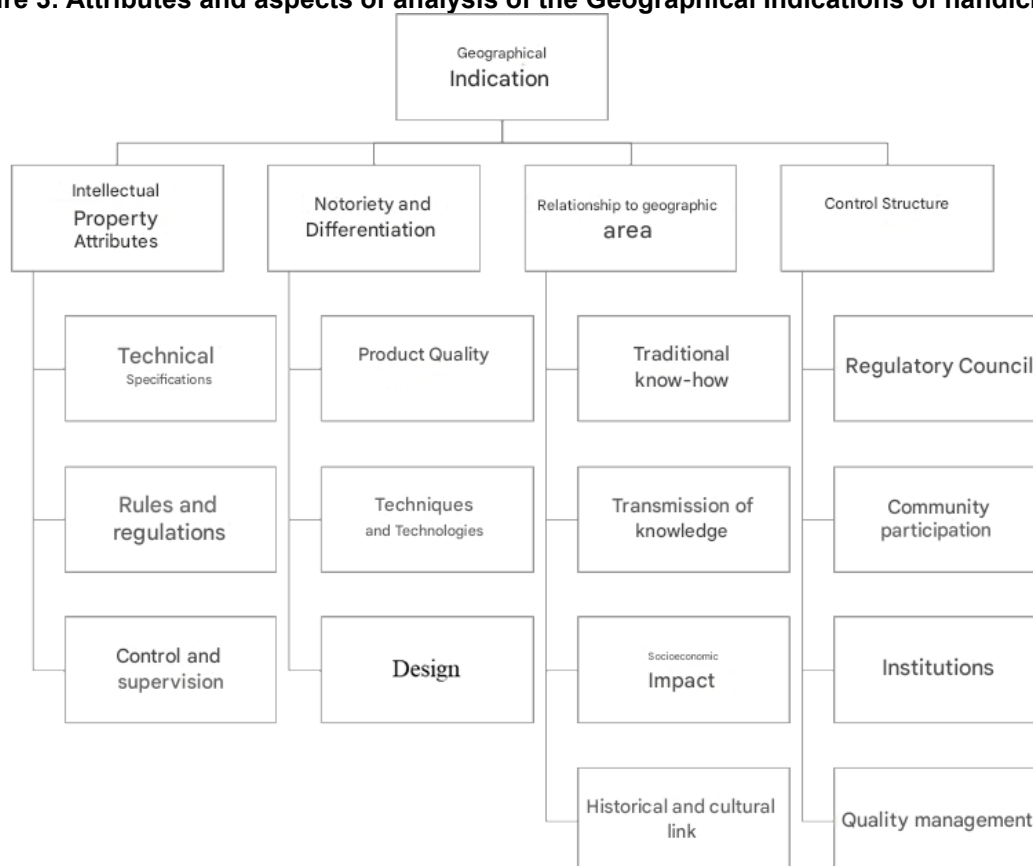 3: Attributes and aspects of analysis of the Geographical Indications of
Geographical
Indication
Intellectual
Property
Attributes
Notoriety and
Differentiation
Relationship to geographic
area
Control Structure
Technical
Specifications
Product Quality
Traditional
know-how
Regulatory Council
Rules and
regulations
Techniques
and Technologies
Transmission of
knowledge
Community
participation
Control and
supervision
Design
Socioeconomic
Impact
Institutions
Historical and cultural
link
Quality management